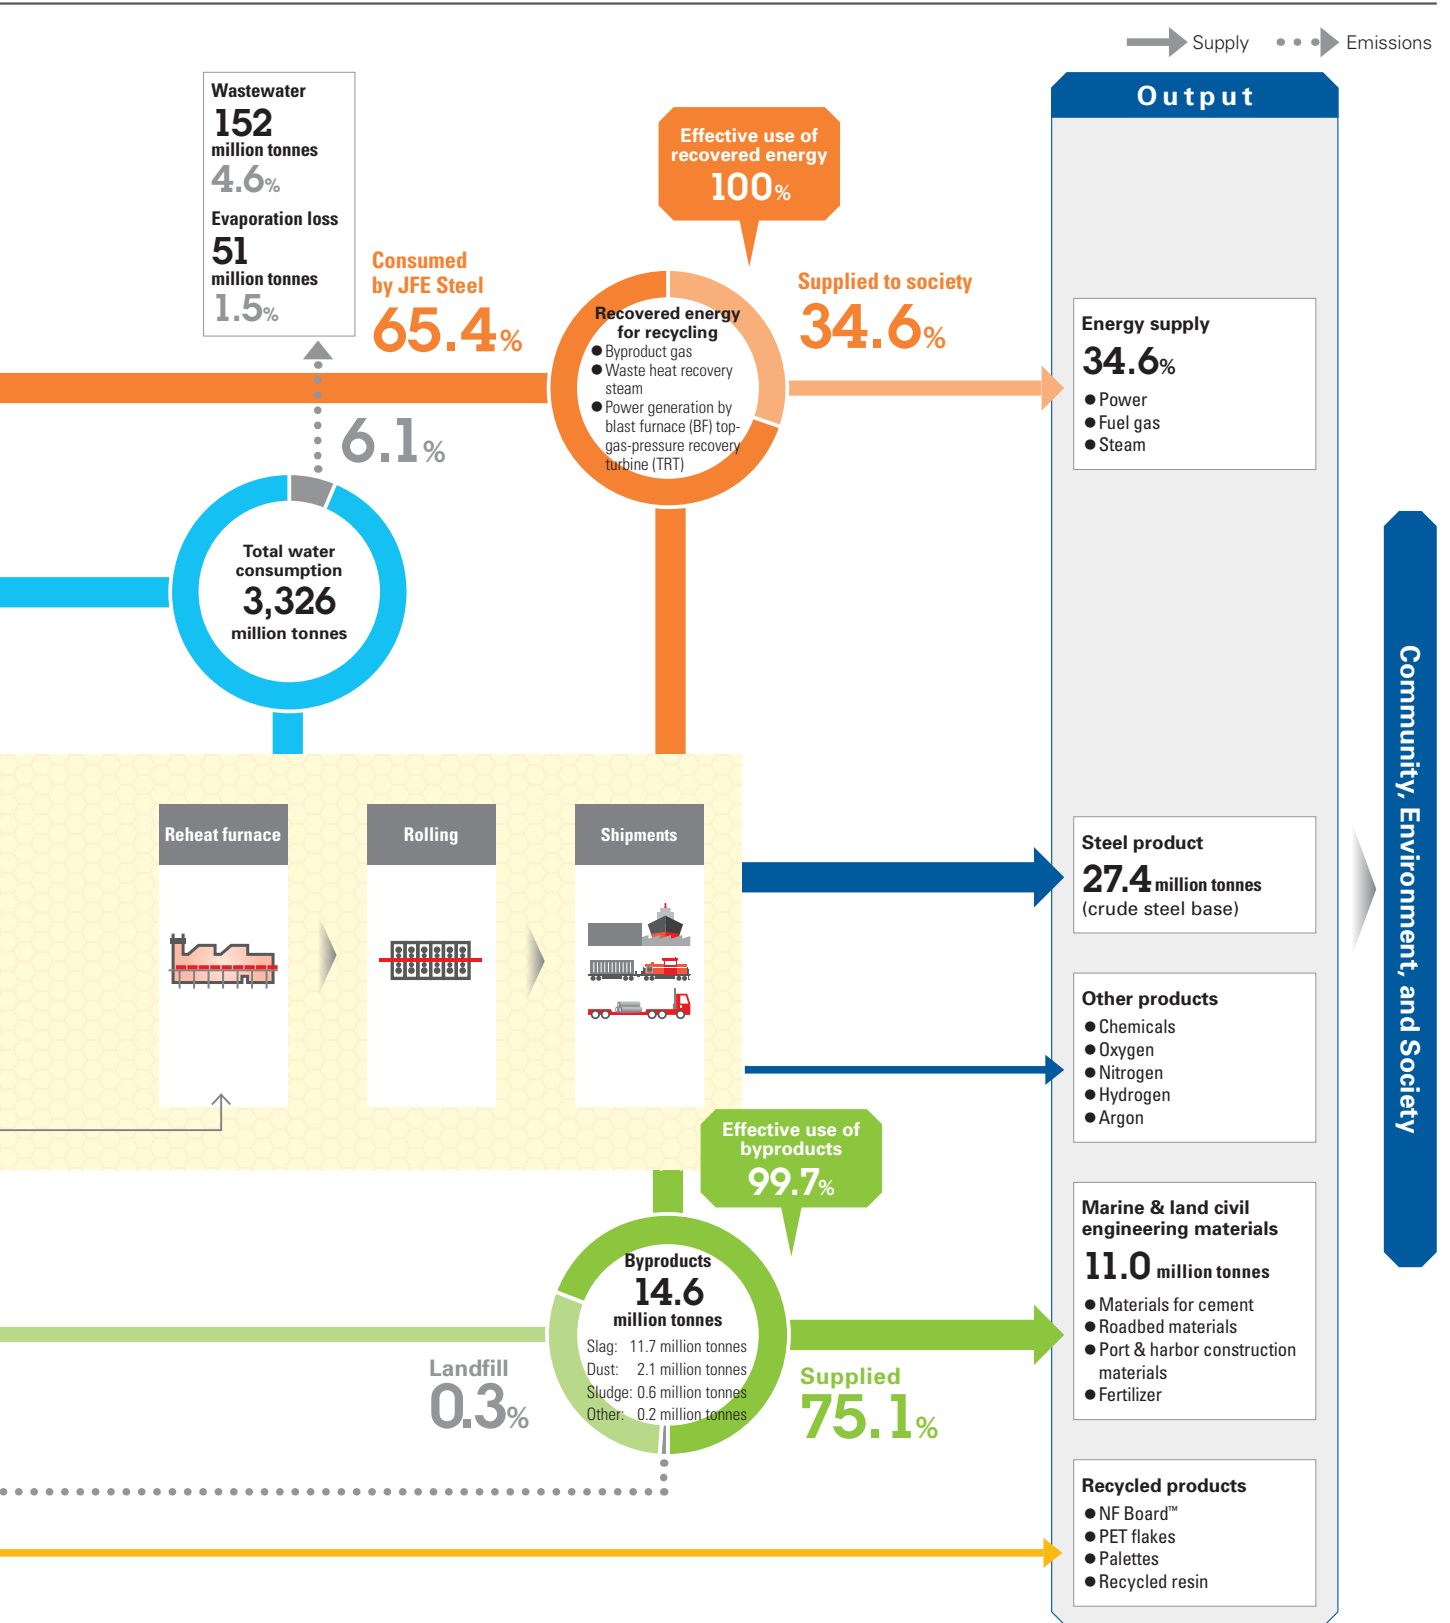 Supply
Emissions
Wastewater
152
million tonnes
4.6%
Evaporation loss
51
million tonnes
1.5%
Effective use of
recovered energy
100%
Output
Consumed
by JFE Steel
65.4%
Recovered energy
for recycling
● Byproduct gas
● Waste heat recovery
steam
● Power generation by
blast furnace (BF) top-
gas-pressure recovery
turbine (TRT)
Supplied to society
34.6%
Energy supply
34.6%
● Power
● Fuel gas
● Steam
6.1%
Total water
consumption
3,326
million tonnes
Community, Environment, and Society
Reheat furnace
Rolling
Shipments
Steel product
27.4 million tonnes
(crude steel base)
Other products
● Chemicals
● Oxygen
● Nitrogen
● Hydrogen
● Argon
Effective use of
byproducts
99.7%
Byproducts
14.6
million tonnes
Slag: 11.7 million tonnes
Dust: 2.1 million tonnes
Sludge: 0.6 million tonnes
Other: 0.2 million tonnes
Landfill
0.3%
Supplied
75.1%
Marine & land civil
engineering materials
11.0 million tonnes
● Materials for cement
● Roadbed materials
● Port & harbor construction
materials
● Fertilizer
Recycled products
● NF Board™
● PET flakes
● Palettes
● Recycled resin